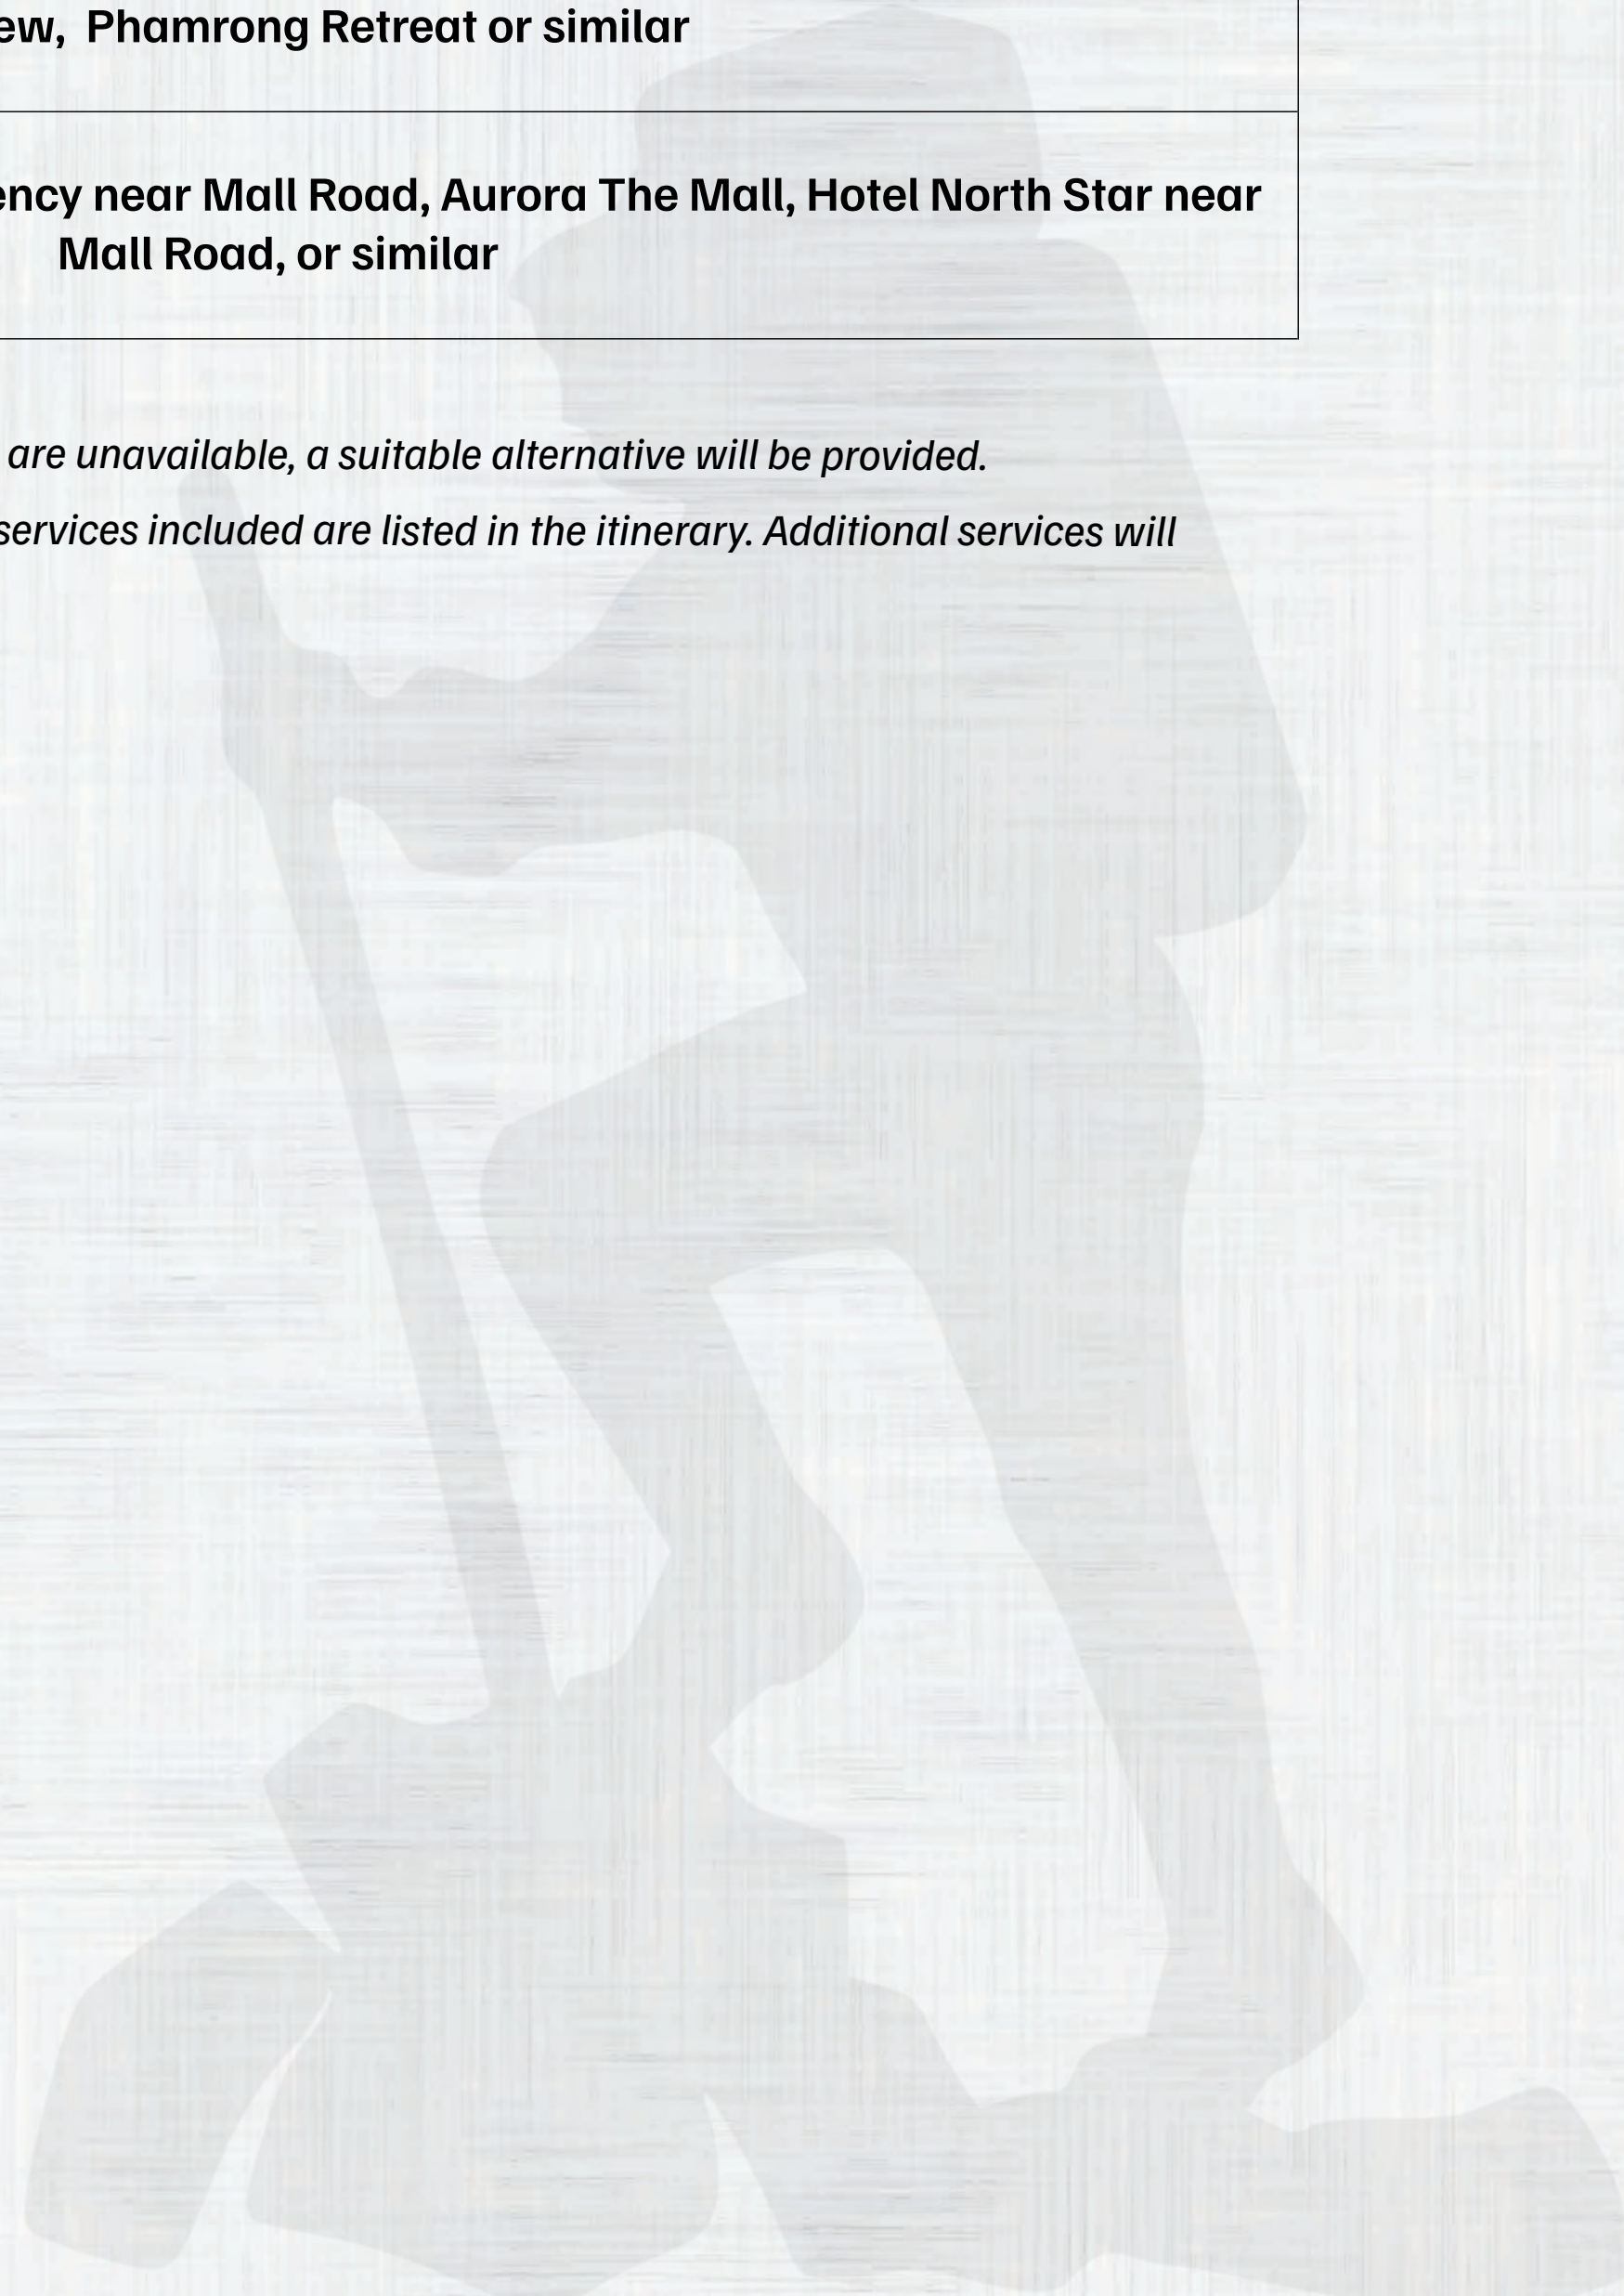 ew, Phamrong Retreat or similar
ency near Mall Road, Aurora The Mall, Hotel North Star near
Mall Road, or similar
are unavailable, a suitable alternative will be provided.
services included are listed in the itinerary. Additional services will